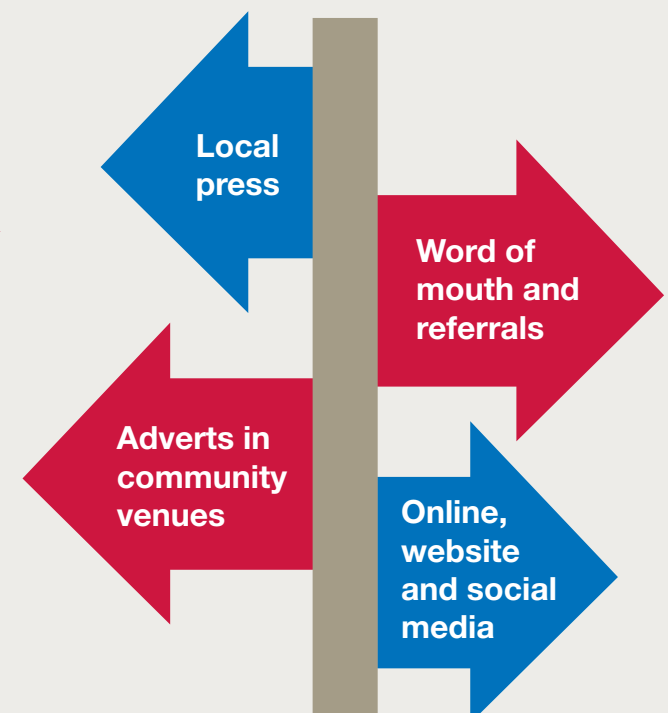 Local
press
Word of
mouth and
referrals
Adverts in
community
venues
Online,
website
and social
media